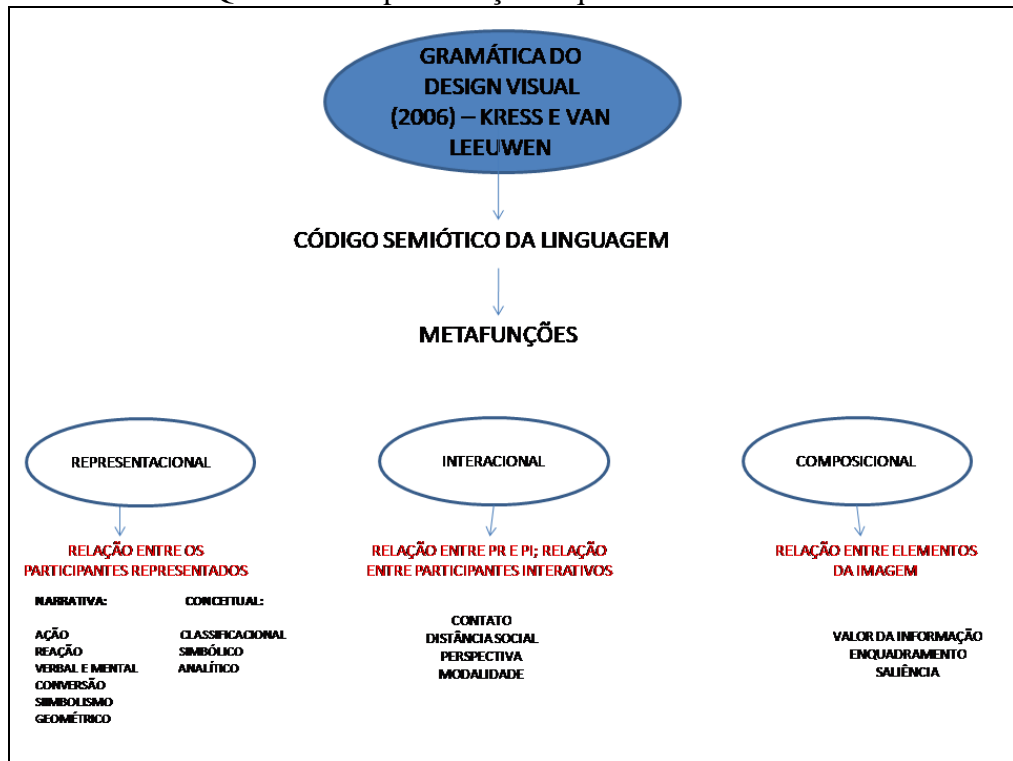 GRAMÁTICA DO
DESIGN VISUAL
(2006) – KRESS E VAN
LEEUWEN
CÓDIGO SEMIÓTICO DA LINGUAGEM
METAFUNÇÕES
REPRESENTACIONAL
INTERACIONAL
COMPOSICIONAL
RELAÇÃO ENTRE OS
PARTICIPANTES REPRESENTADOS
RELAÇÃO ENTRE PR E PI; RELAÇÃO
ENTRE PARTICIPANTES INTERATIVOS
RELAÇÃO ENTRE ELEMENTOS
DA IMAGEM
NARRATIVA:
AÇÃO
REAÇÃO
VERBAL E MENTAL
CONVERSÃO
SIMBOLISMO
GEOMÉTRICO
CONCEITUAL:
CLASSIFICACIONAL
SIMBÓLICO
ANALÍTICO
CONTATO
DISTÂNCIA SOCIAL
PERSPECTIVA
MODALIDADE
VALOR DA INFORMAÇÃO
ENQUADRAMENTO
SALIÊNCIA